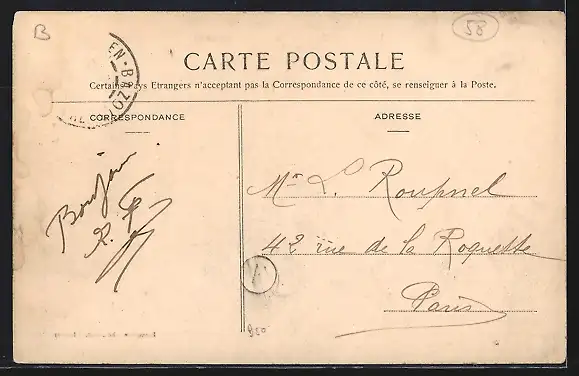 B
58
CARTE POSTALE
Certains Pays Etrangers n'acceptant pas la Correspondance de ce côté, se renseigner à la Poste.
CORRESPONDANCE
ADRESSE
Bonjour
Mr L. Roupnel
42 rue de la Roquette
Paris